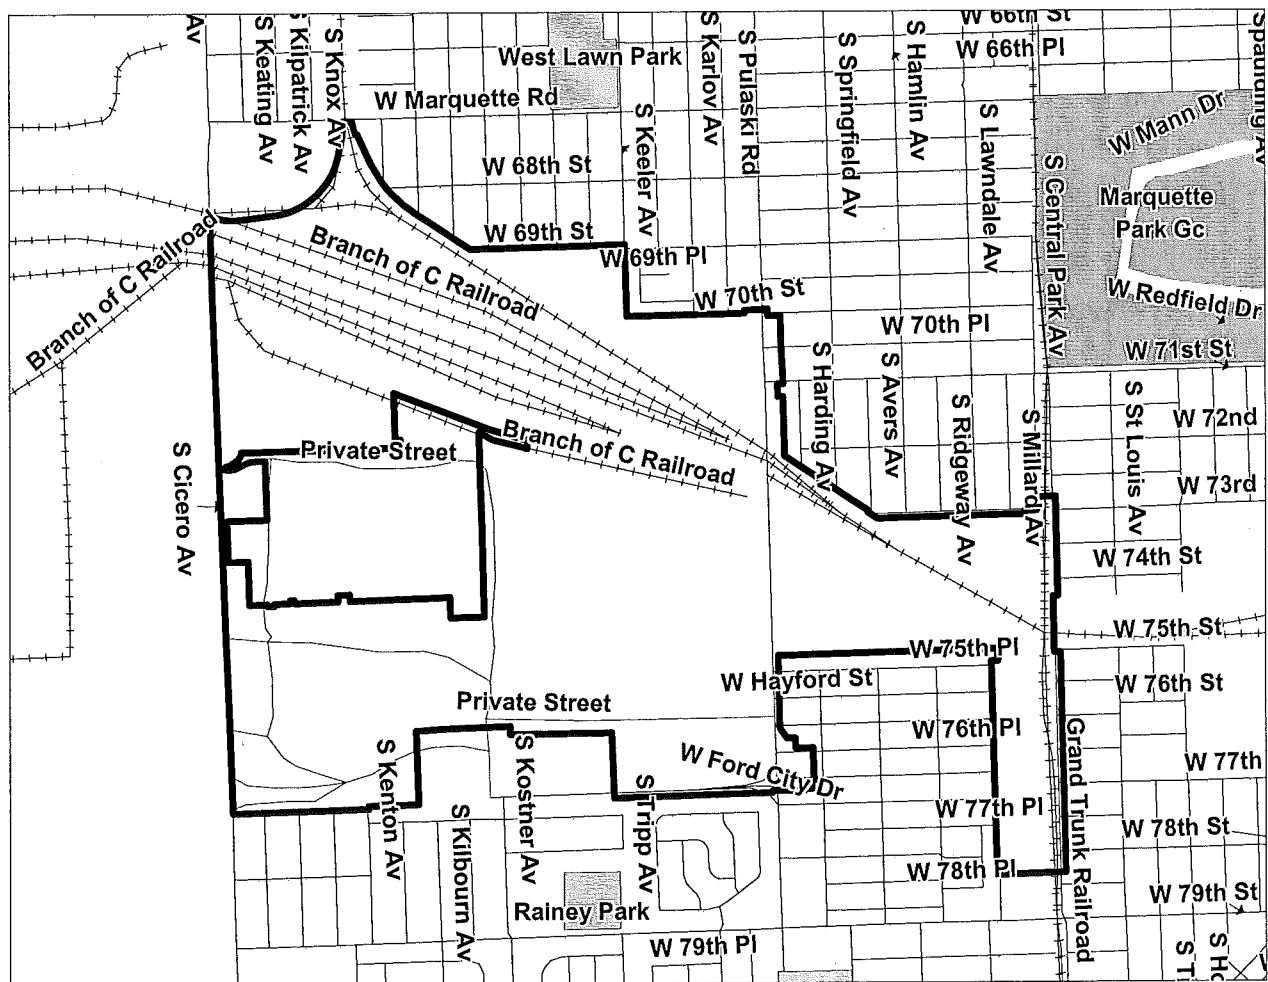 W 66th St
W 66th Pl
Av
S Keating Av
S Kilpatrick Av
S Knox Av
West Lawn Park
S Karlov Av
S Pulaski Rd
S Springfield Av
S Hamlin Av
Spaulding Av
W Marquette Rd
S Keeler Av
S Lawndale Av
S Central Park Av
W Mann Dr
W 68th St
Marquette
Park Gc
W 69th St
W 69th Pl
Branch of C Railroad
Branch of C Railroad
W 70th St
W Redfield Dr
W 70th Pl
W 71st St
S Harding Av
S Avers Av
S Ridgeway Av
S Millard Av
S St Louis Av
W 72nd
S Cicero Av
Private Street
Branch of C Railroad
W 73rd
W 74th St
W 75th St
W 75th Pl
W Hayford St
W 76th St
Private Street
W 76th Pl
Grand Trunk Railroad
S Kenton Av
S Kostner Av
W Ford City Dr
W 77th
S Kilbourn Av
S Tripp Av
W 77th Pl
W 78th St
W 78th Pl
W 79th St
Rainey Park
W 79th Pl